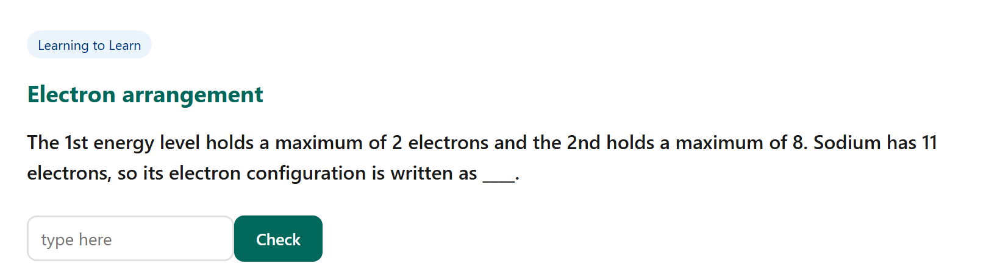 Learning to Learn
Electron arrangement
The 1st energy level holds a maximum of 2 electrons and the 2nd holds a maximum of 8. Sodium has 11
electrons, so its electron configuration is written as ____.
type here
Check